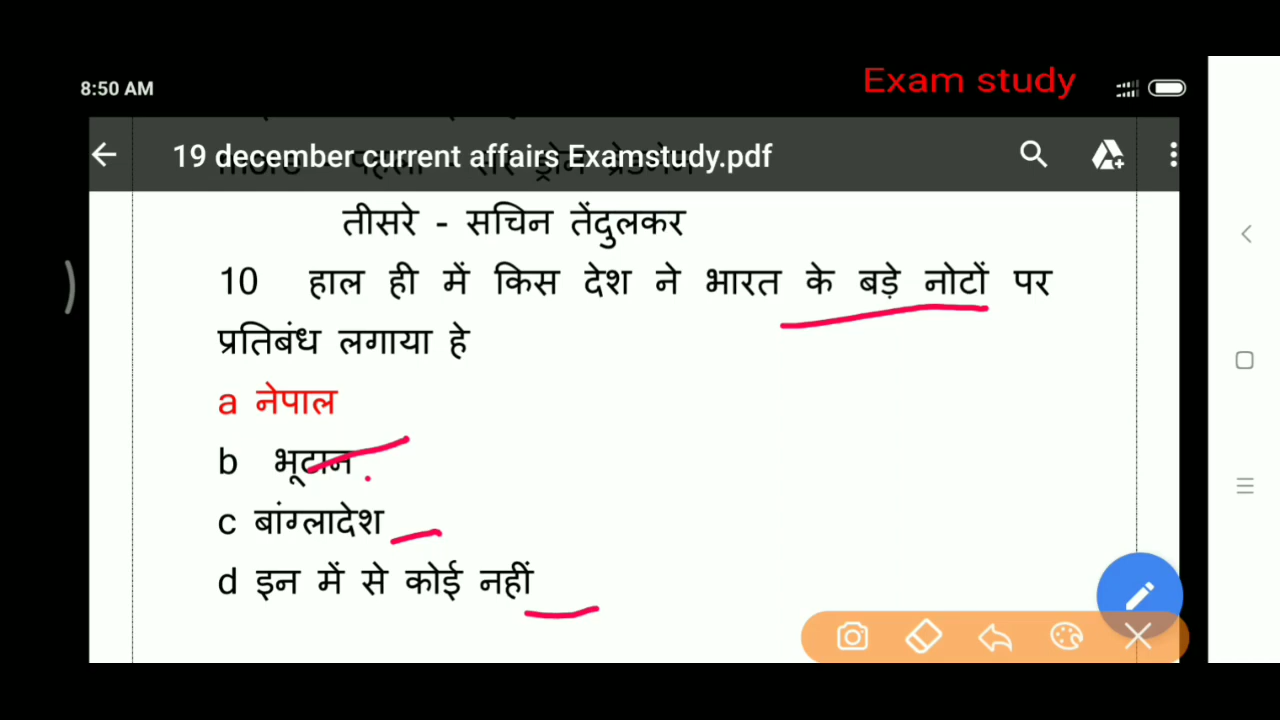 Exam study
8:50 AM
19 december current affairs Examstudy.pdf
तीसरे - सचिन तेंदुलकर
10 हाल ही में किस देश ने भारत के बड़े नोटों पर
प्रतिबंध लगाया हे
a नेपाल
b भूटान
c बांग्लादेश
d इन में से कोई नहीं